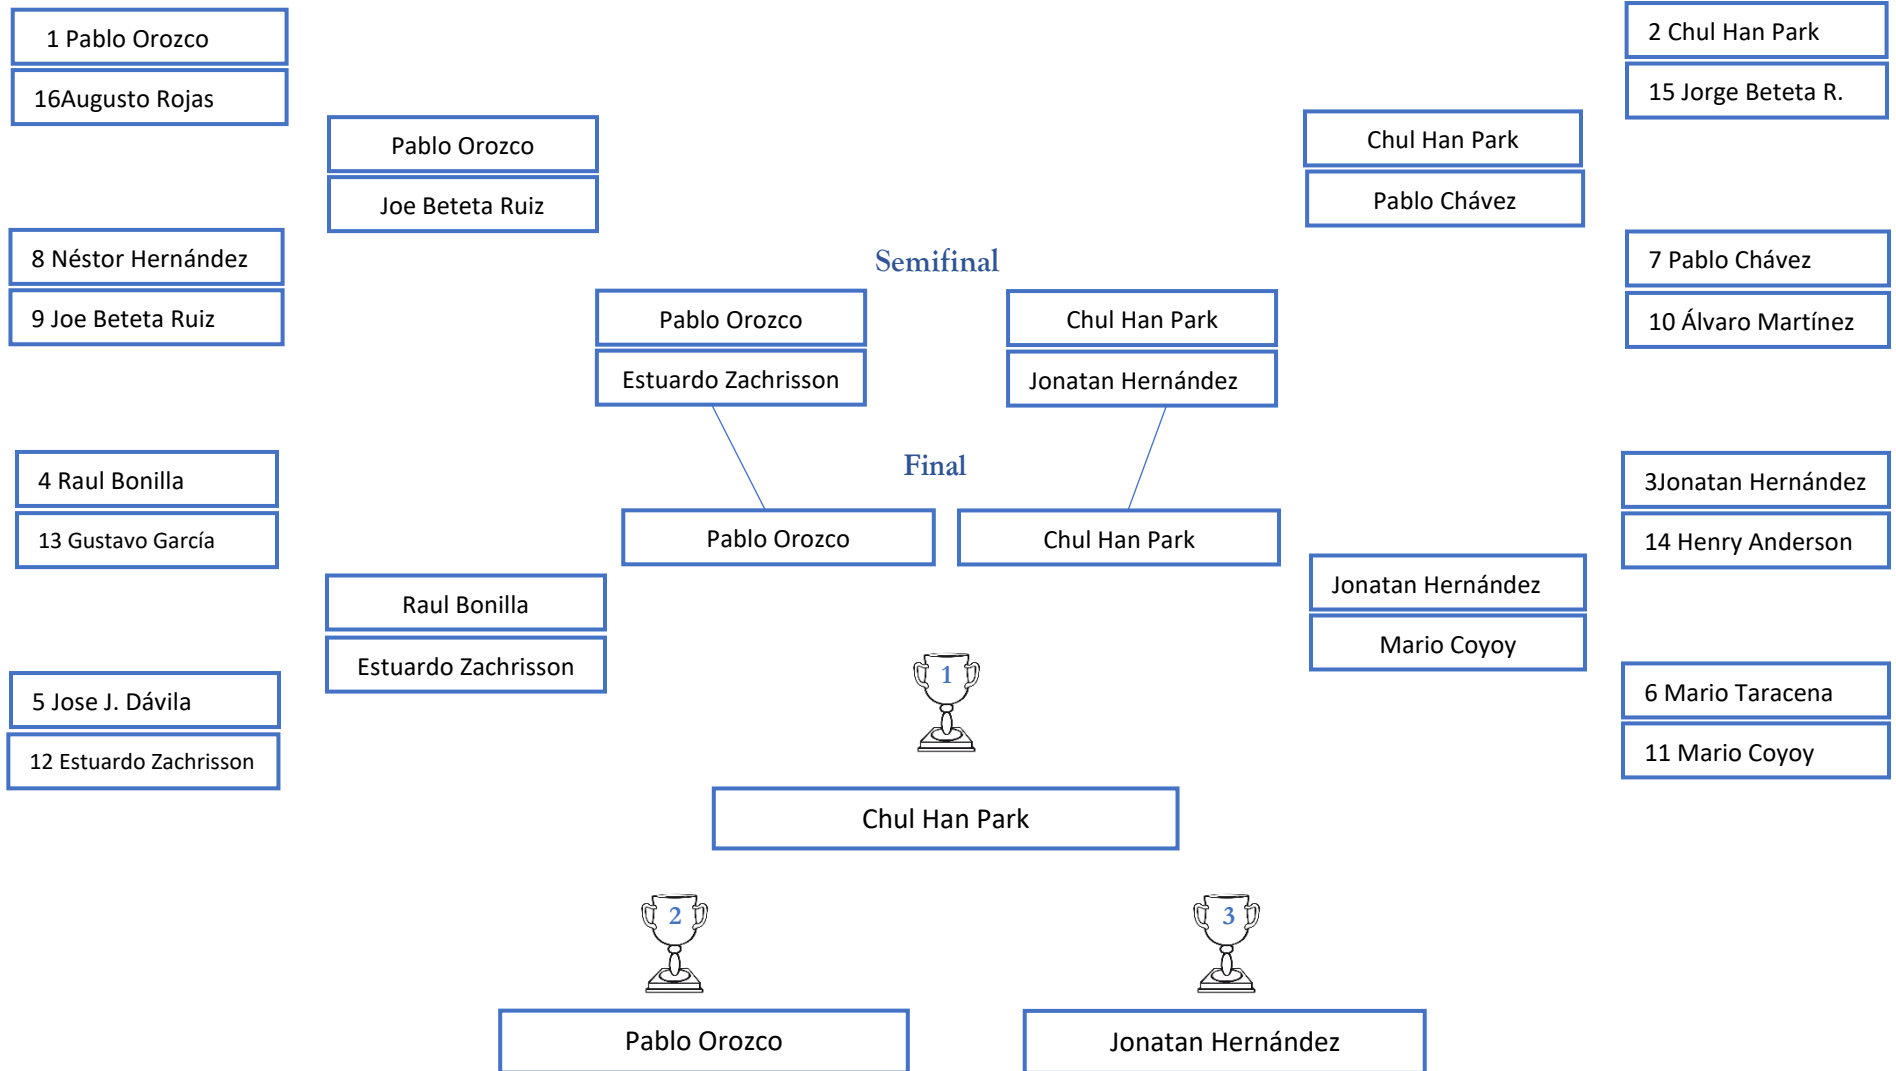 1 Pablo Orozco
16Augusto Rojas
8 Néstor Hernández
9 Joe Beteta Ruiz
4 Raul Bonilla
13 Gustavo García
5 Jose J. Dávila
12 Estuardo Zachrisson
Pablo Orozco
Joe Beteta Ruiz
Raul Bonilla
Estuardo Zachrisson
Semifinal
Pablo Orozco
Estuardo Zachrisson
Chul Han Park
Jonatan Hernández
Final
Pablo Orozco
Chul Han Park
Chul Han Park
Pablo Chávez
Jonatan Hernández
Mario Coyoy
2 Chul Han Park
15 Jorge Beteta R.
7 Pablo Chávez
10 Álvaro Martínez
3Jonatan Hernández
14 Henry Anderson
6 Mario Taracena
11 Mario Coyoy
1
Chul Han Park
2
Pablo Orozco
3
Jonatan Hernández